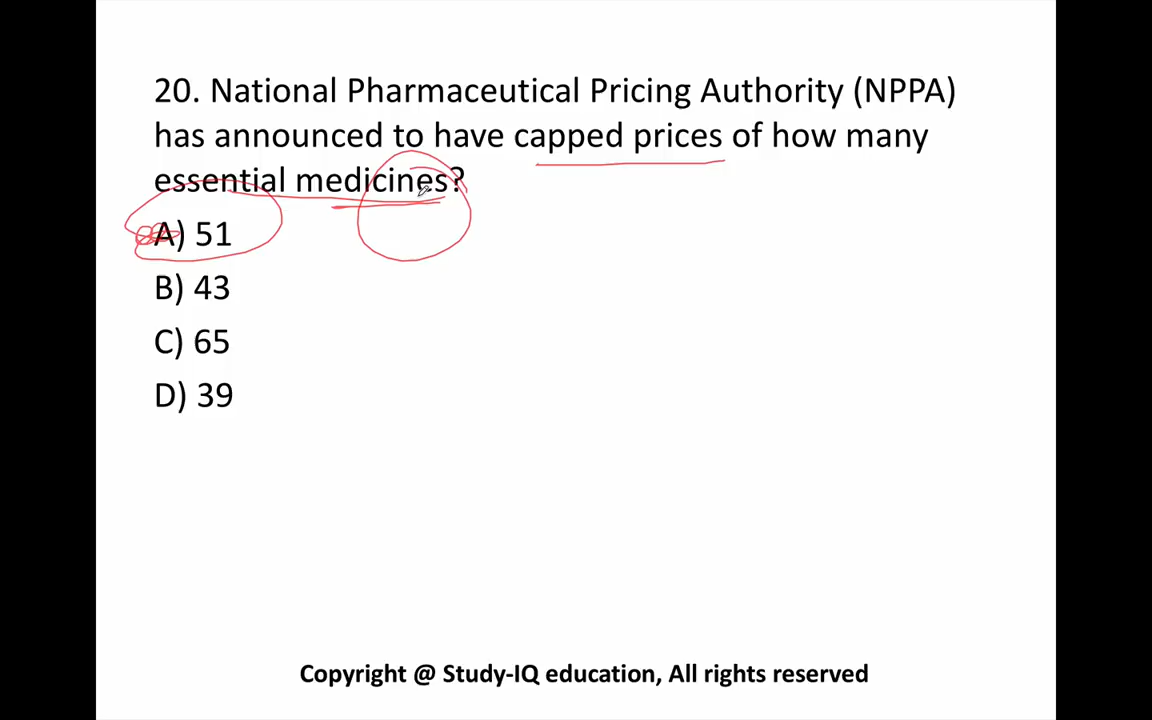 20. National Pharmaceutical Pricing Authority (NPPA)
has announced to have capped prices of how many
essential medicines?
A) 51
B) 43
C) 65
D) 39
Copyright @ Study-IQ education, All rights reserved